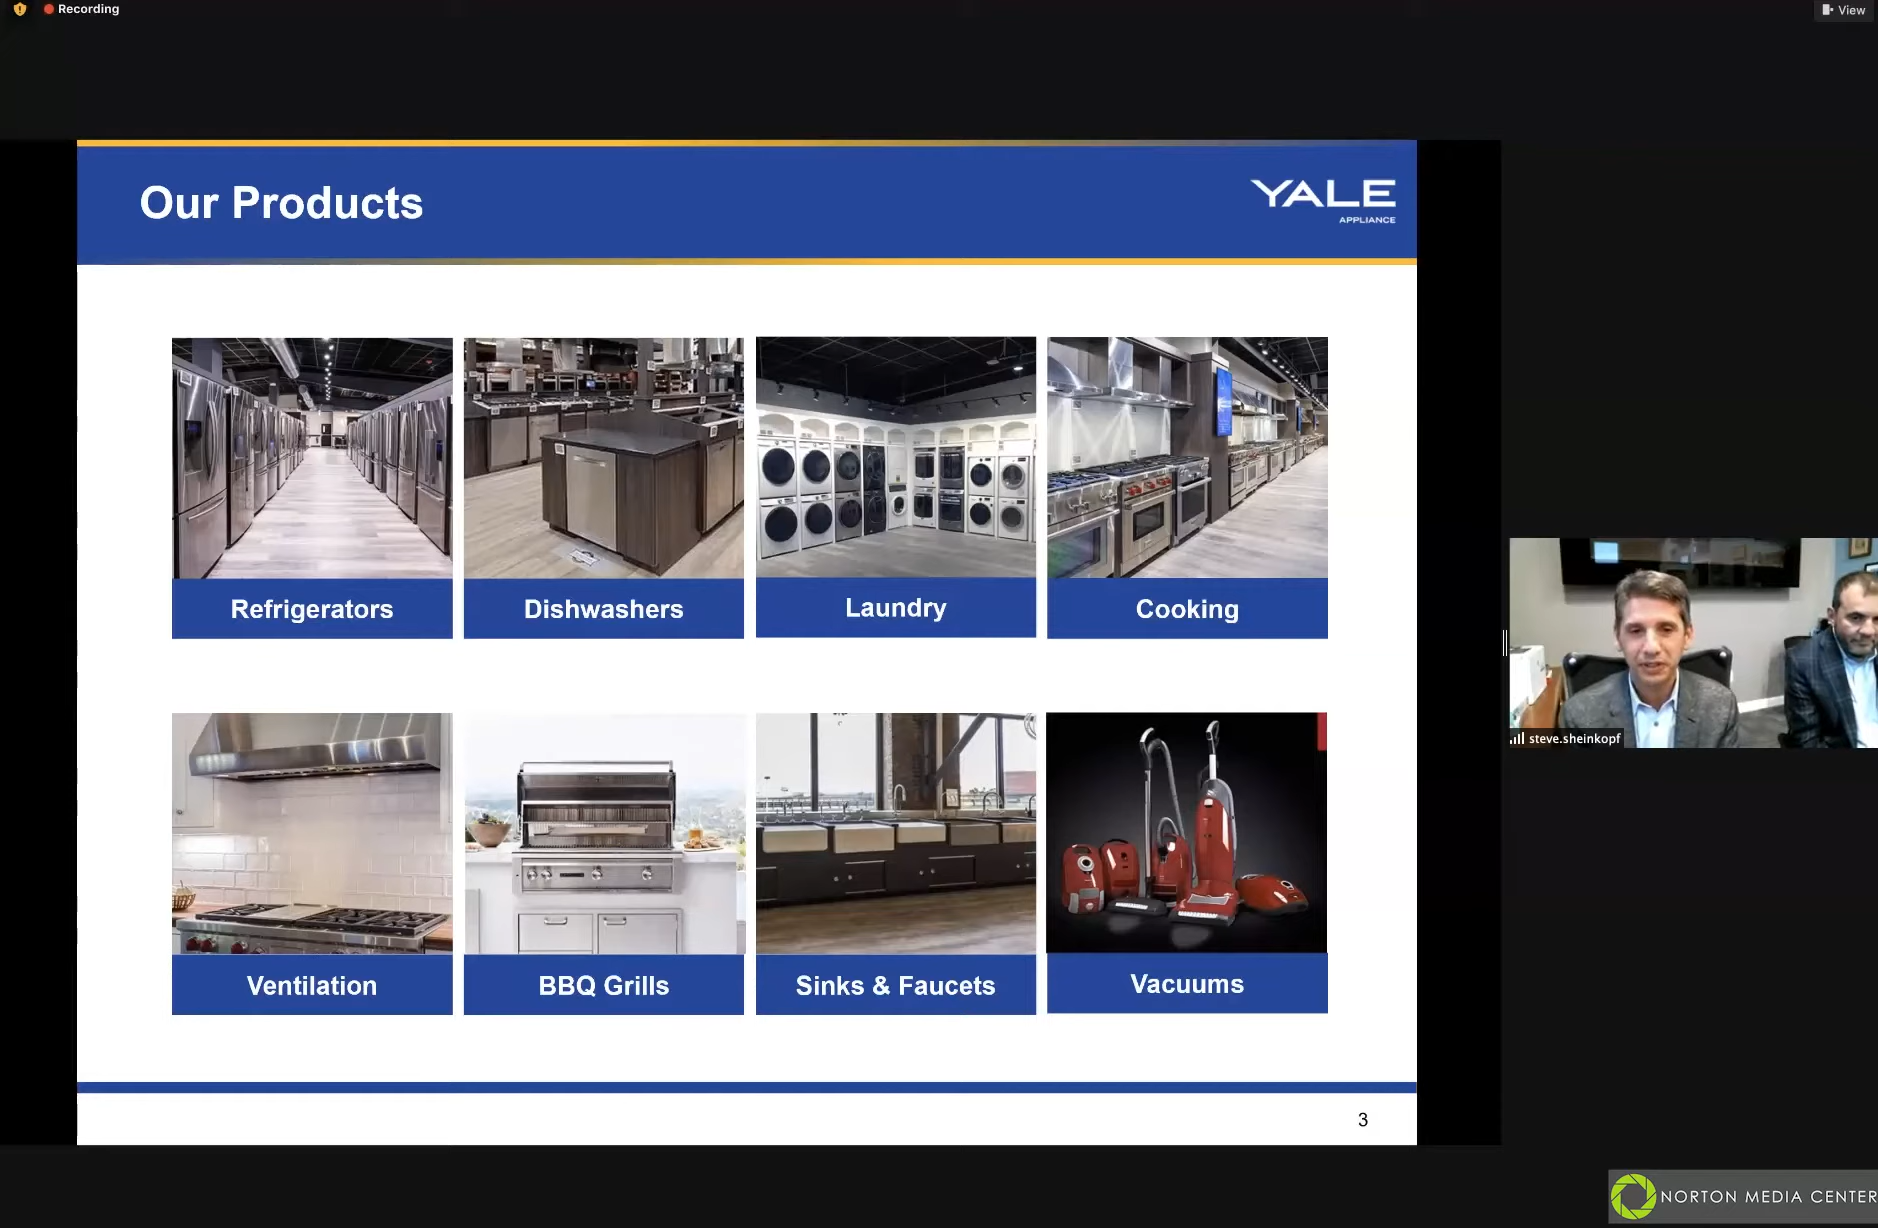 Recording
View
Our Products
YALE
APPLIANCE
Refrigerators
Dishwashers
Laundry
Cooking
Ventilation
BBQ Grills
Sinks & Faucets
Vacuums
steve.sheinkopf
3
NORTON MEDIA CENTER